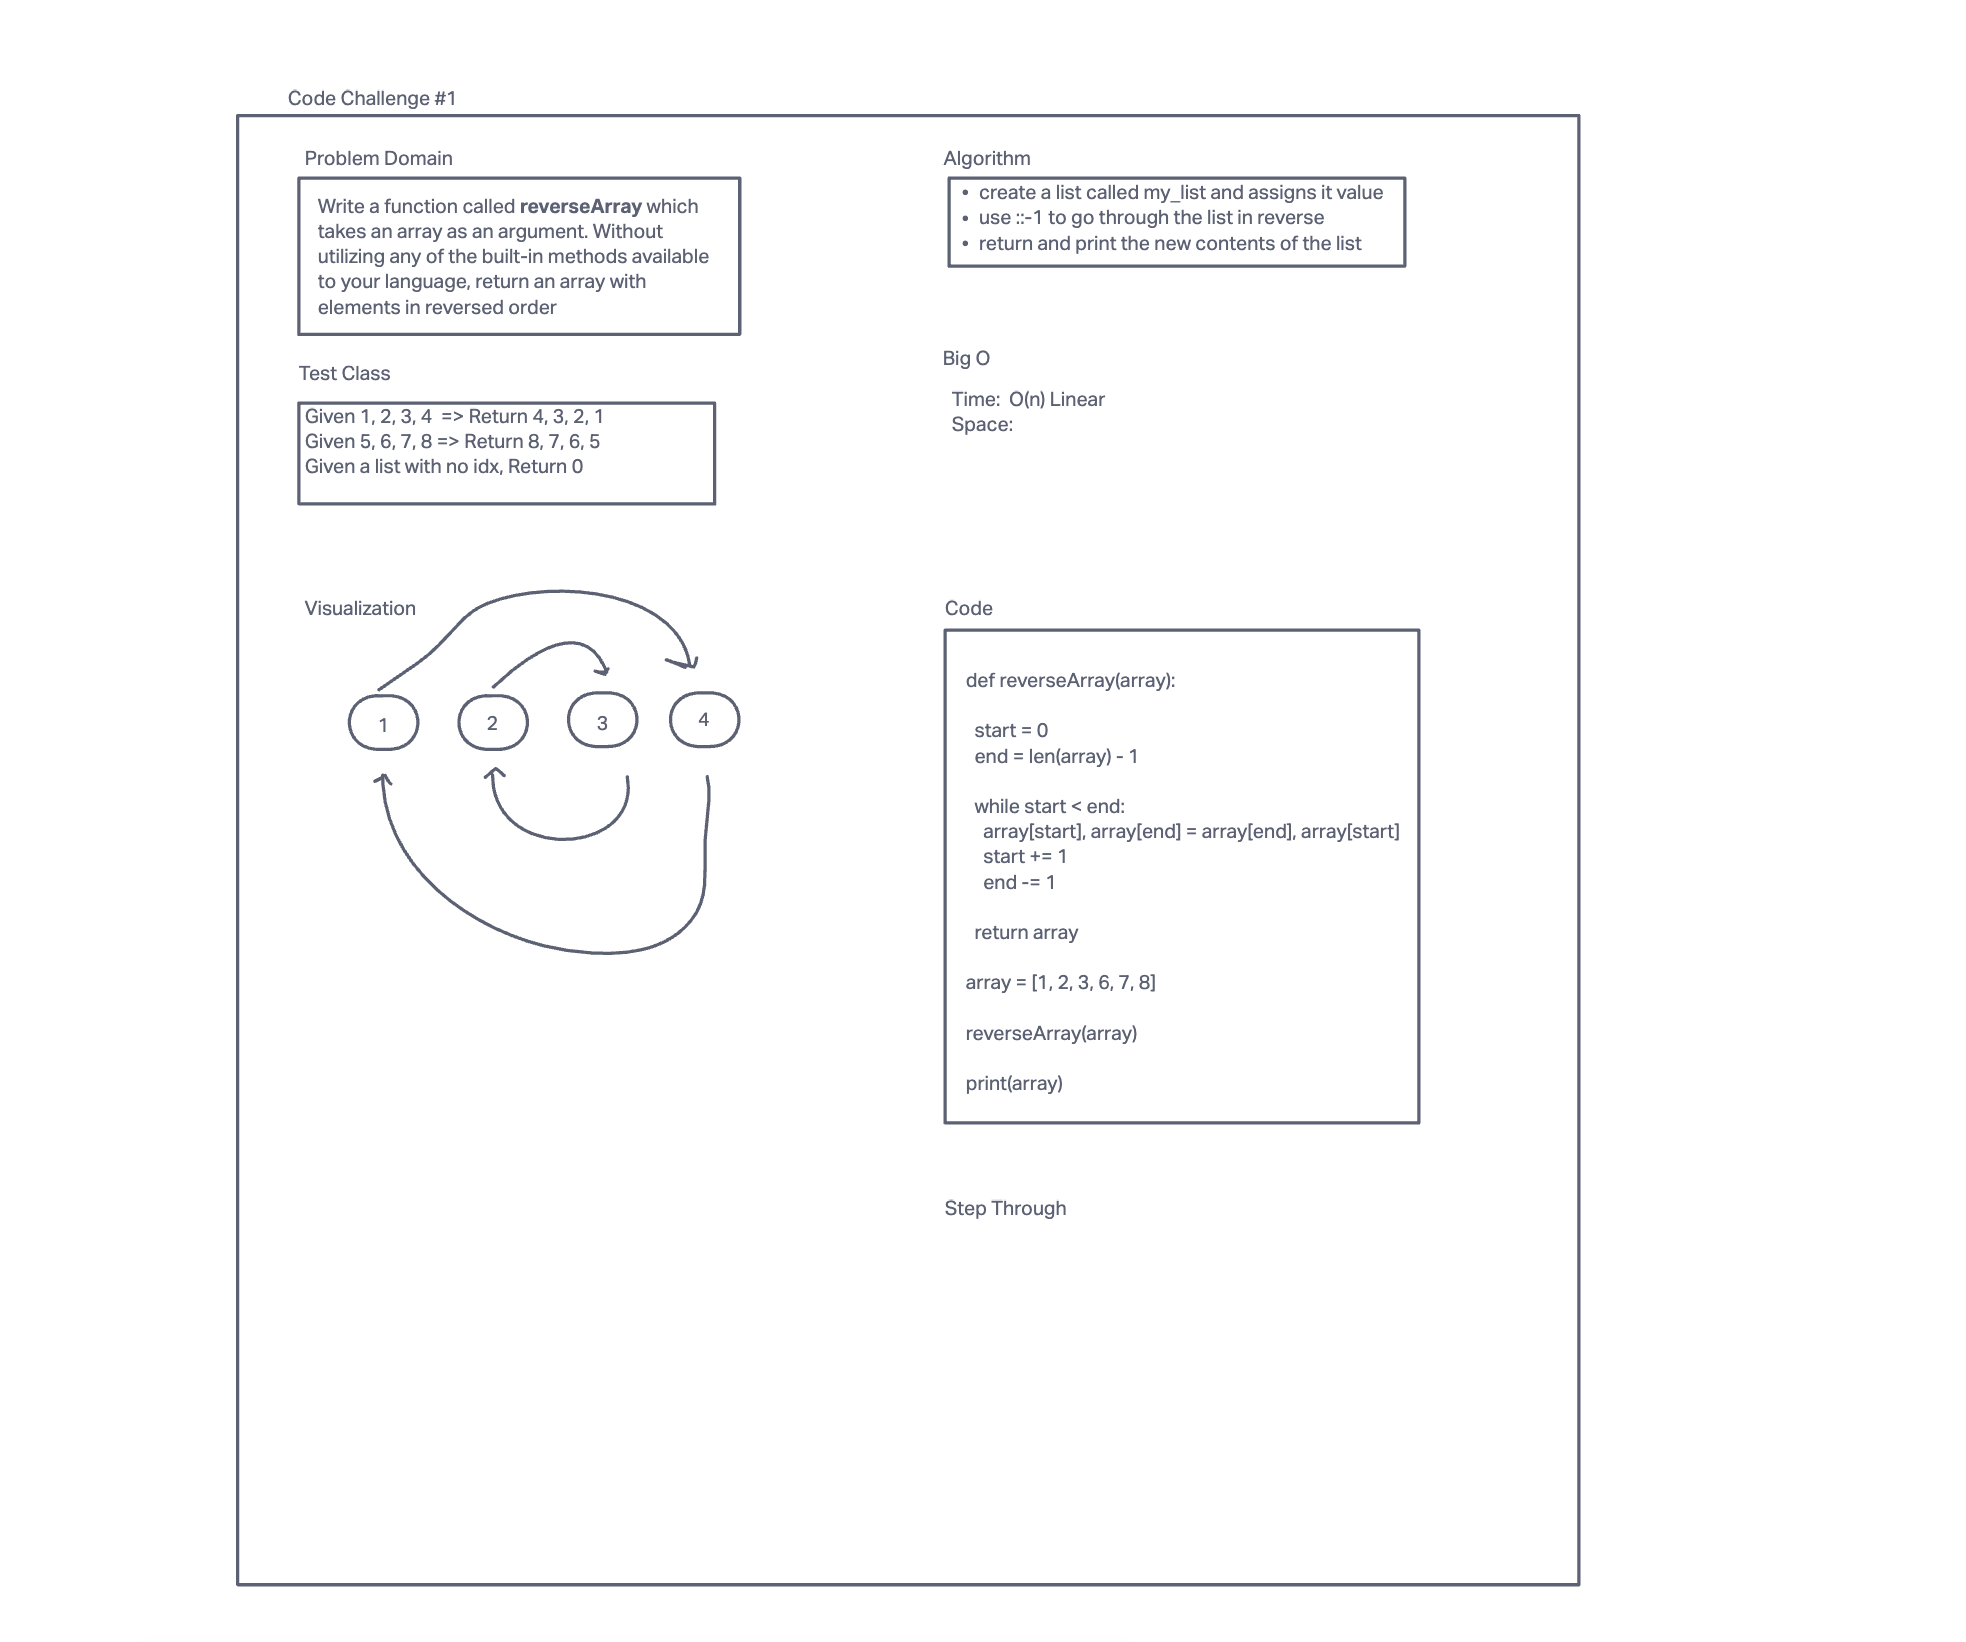 Code Challenge #1
Problem Domain
Write a function called reverseArray which
takes an array as an argument. Without
utilizing any of the built-in methods available
to your language, return an array with
elements in reversed order
Test Class
Given 1, 2, 3, 4  => Return 4, 3, 2, 1
Given 5, 6, 7, 8 => Return 8, 7, 6, 5
Given a list with no idx, Return 0
Visualization
1 2 3 4
Algorithm
• create a list called my_list and assigns it value
• use ::-1 to go through the list in reverse
• return and print the new contents of the list
Big O
Time:  O(n) Linear
Space:
Code
def reverseArray(array):
start = 0
end = len(array) - 1
while start < end:
array[start], array[end] = array[end], array[start]
start += 1
end -= 1
return array
array = [1, 2, 3, 6, 7, 8]
reverseArray(array)
print(array)
Step Through